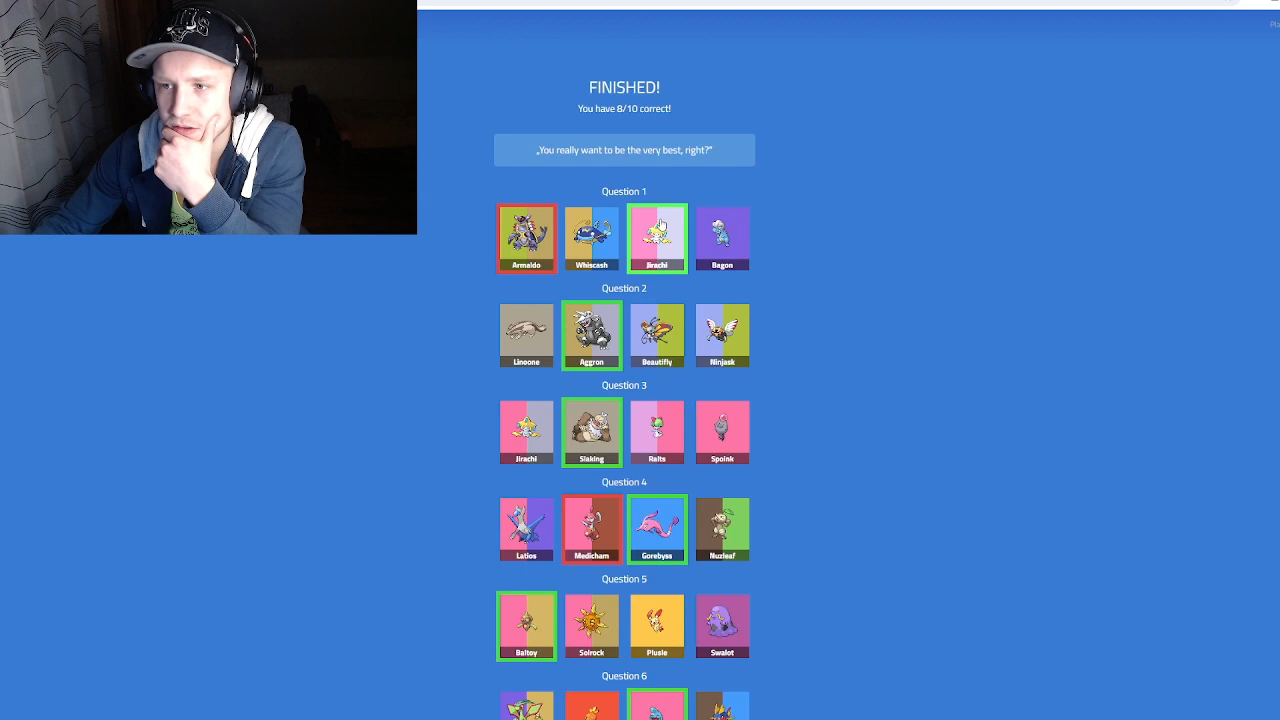 Pla
FINISHED!
You have 8/10 correct!
„You really want to be the very best, right?"
Question 1
Armaldo Whiscash Jirachi Bagon
Question 2
Linoone Aggron Beautifly Ninjask
Question 3
Jirachi Slaking Ralts Spoink
Question 4
Latios Medicham Gorebyss Nuzleaf
Question 5
Baltoy Solrock Plusle Swalot
Question 6